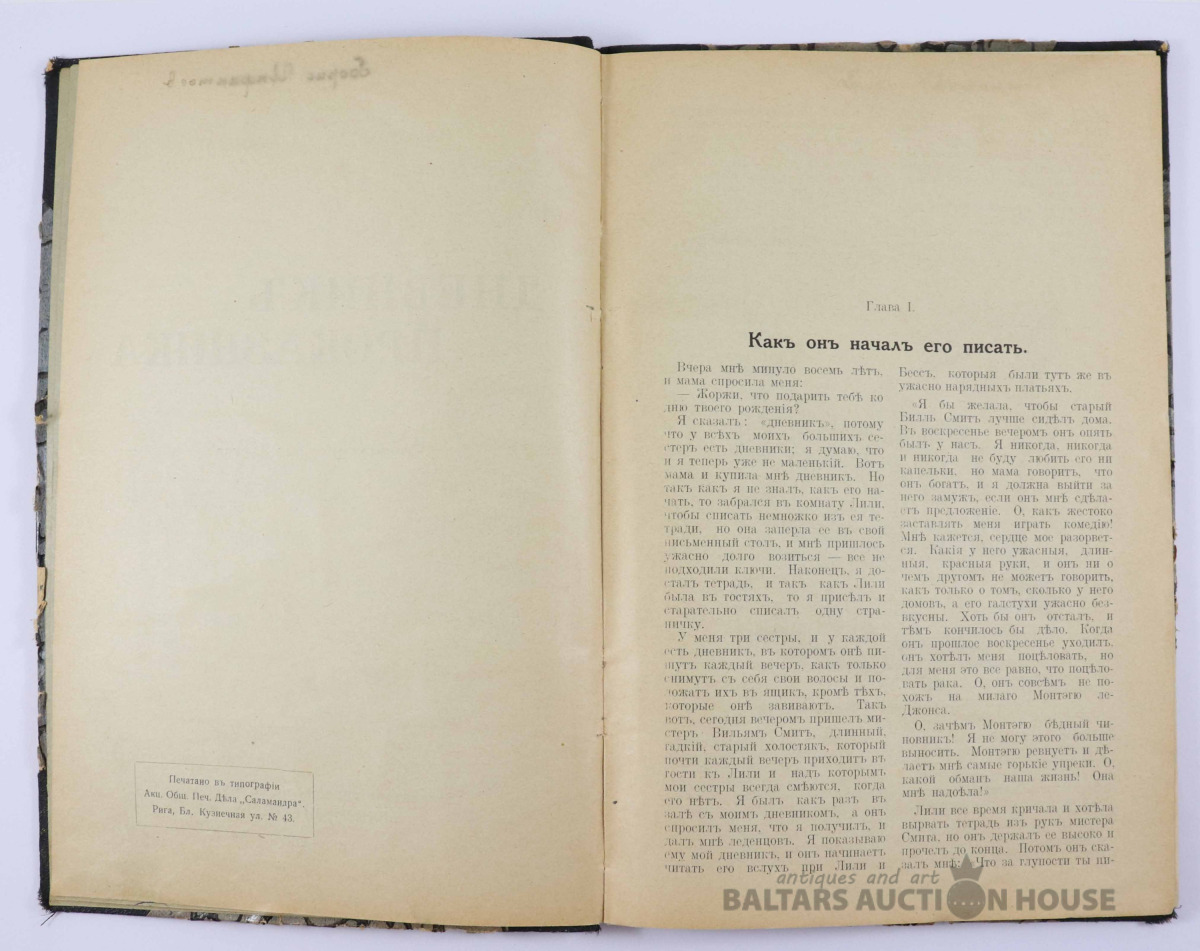 Печатано въ типографіи
Акц. Общ. Печ. Дѣла „Саламандра“.
Рига, Бл. Кузнечная ул. № 43.
Глава I.
Какъ онъ началъ его писать.
Вчера мнѣ минуло восемь лѣтъ,
и мама спросила меня:
— Жоржи, что подарить тебѣ ко
дню твоего рожденія?
Я сказалъ: «дневникъ», потому
что у всѣхъ моихъ большихъ се-
стеръ есть дневники; я думаю, что
и я теперь уже не маленькій. Вотъ
мама и купила мнѣ дневникъ. Но
такъ какъ я не зналъ, какъ его на-
чать, то забрался въ комнату Лили,
чтобы списать немножко изъ ея те-
тради, но она заперла ее въ свой
письменный столъ, и мнѣ пришлось
ужасно долго возиться — все не
подходили ключи. Наконецъ, я до-
сталъ тетрадь, и такъ какъ Лили
была въ гостяхъ, то я присѣлъ и
старательно списалъ одну стра-
ничку.
У меня три сестры, и у каждой
есть дневникъ, въ которомъ онѣ пи-
шутъ каждый вечеръ, какъ только
снимутъ съ себя свои волосы и по-
ложатъ ихъ въ ящикъ, кромѣ тѣхъ,
которые онѣ завиваютъ. Такъ
вотъ, сегодня вечеромъ пришелъ ми-
стеръ Вильямъ Смитъ, длинный,
гадкій, старый холостякъ, который
почти каждый вечеръ приходитъ въ
гости къ Лили и надъ которымъ
мои сестры всегда смѣются, когда
его нѣтъ. Я былъ какъ разъ въ
залѣ съ моимъ дневникомъ, а онъ
спросилъ меня, что я получилъ, и
далъ мнѣ леденцовъ. Я показываю
ему мой дневникъ, и онъ начинаетъ
читать его вслухъ при Лили и
Бессъ, которыя были тутъ же въ
ужасно нарядныхъ платьяхъ.
«Я бы желала, чтобы старый
Билль Смитъ лучше сидѣлъ дома.
Въ воскресенье вечеромъ онъ опять
былъ у насъ. Я никогда, никогда
и никогда не буду любить его ни
капельки, но мама говоритъ, что
онъ богатъ, и я должна выйти за
него замужъ, если онъ мнѣ сдѣла-
етъ предложеніе. О, какъ жестоко
заставлять меня играть комедію!
Мнѣ кажется, сердце мое разорвет-
ся. Какія у него ужасныя, длин-
ныя, красныя руки, и онъ ни о
чемъ другомъ не можетъ говорить,
какъ только о томъ, сколько у него
домовъ, а его галстухи ужасно без-
вкусны. Хоть бы онъ отсталъ, и
тѣмъ кончилось бы дѣло. Когда
онъ прошлое воскресенье уходилъ,
онъ хотѣлъ меня поцѣловать, но
для меня это все равно, что поцѣло-
вать рака. О, онъ совсѣмъ не по-
хожъ на милаго Монтэгю ле-
Джонса.
О, зачѣмъ Монтэгю бѣдный чи-
новникъ! Я не могу этого больше
выносить. Монтэгю ревнуетъ и дѣ-
лаетъ мнѣ самые горькіе упреки. О,
какой обманъ наша жизнь! Она
мнѣ надоѣла!»
Лили все время кричала и хотѣла
вырвать тетрадь изъ рукъ мистера
Смита, но онъ держалъ ее высоко и
прочелъ до конца. Потомъ онъ ска-
залъ мнѣ: Что за глупости ты пи-
antiques and art
BALTARS AUCTION HOUSE